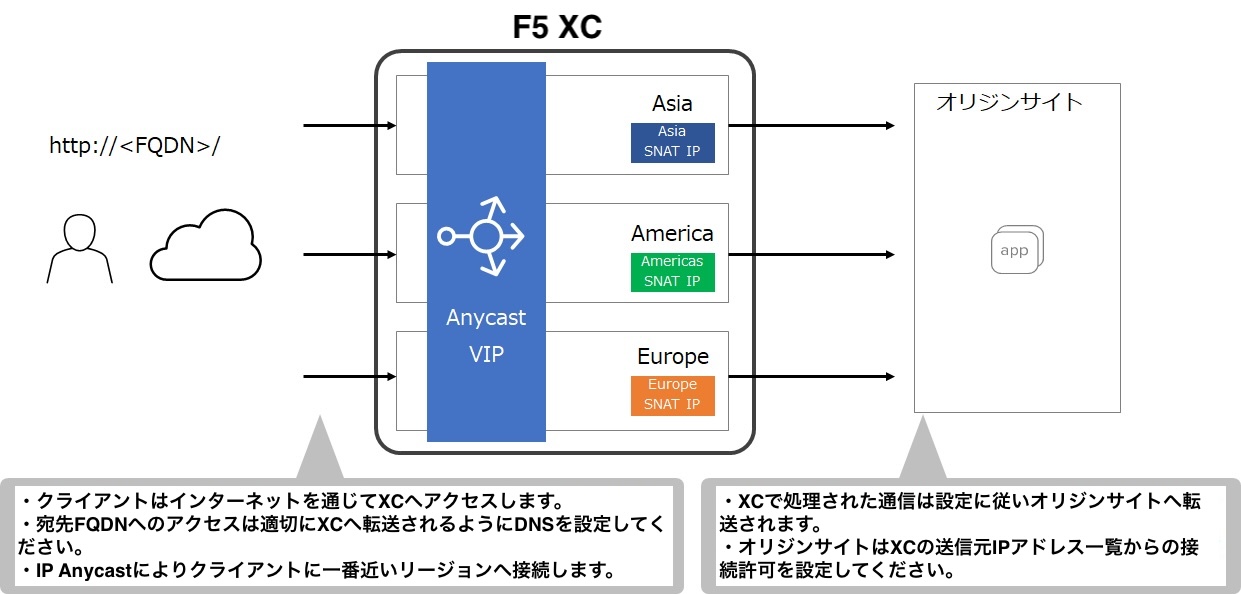 F5 XC
http://<FQDN>/
Asia
Asia
SNAT IP
America
Americas
SNAT IP
Anycast
VIP
Europe
Europe
SNAT IP
オリジンサイト
app
・クライアントはインターネットを通じてXCへアクセスします。
・宛先FQDNへのアクセスは適切にXCへ転送されるようにDNSを設定してく
ださい。
・IP Anycastによりクライアントに一番近いリージョンへ接続します。
・XCで処理された通信は設定に従いオリジンサイトへ転
送されます。
・オリジンサイトはXCの送信元IPアドレス一覧からの接
続許可を設定してください。